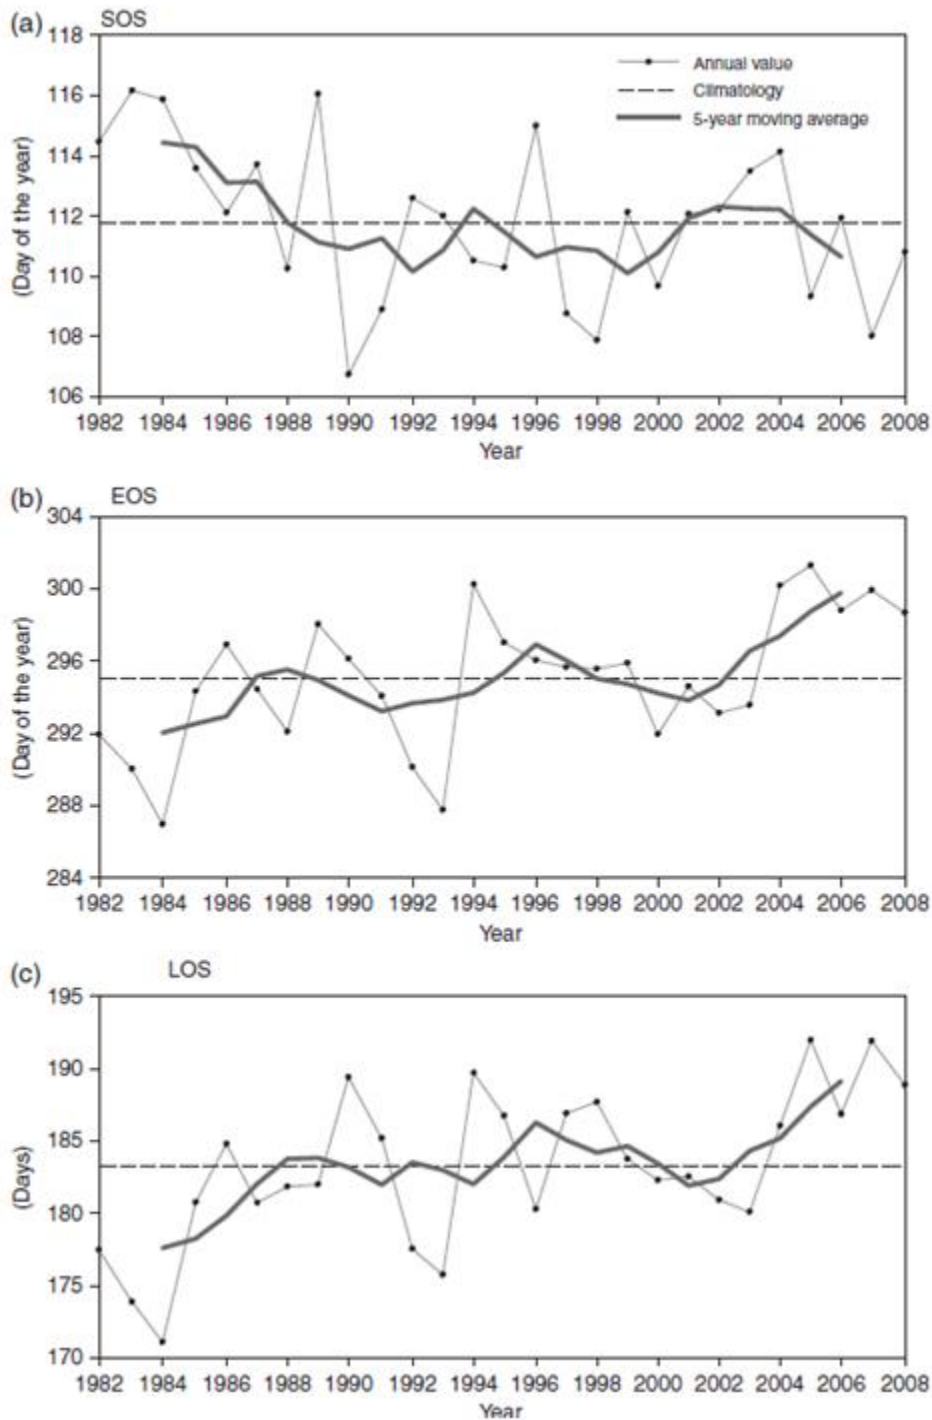 (a) SOS
118
116
114
112
110
108
106
(Day of the year)
Annual value
Climatology
5-year moving average
1982 1984 1986 1988 1990 1992 1994 1996 1998 2000 2002 2004 2006 2008
Year
(b) EOS
304
300
296
292
288
284
(Day of the year)
1982 1984 1986 1988 1990 1992 1994 1996 1998 2000 2002 2004 2006 2008
Year
(c) LOS
195
190
185
180
175
170
(Days)
1982 1984 1986 1988 1990 1992 1994 1996 1998 2000 2002 2004 2006 2008
Year